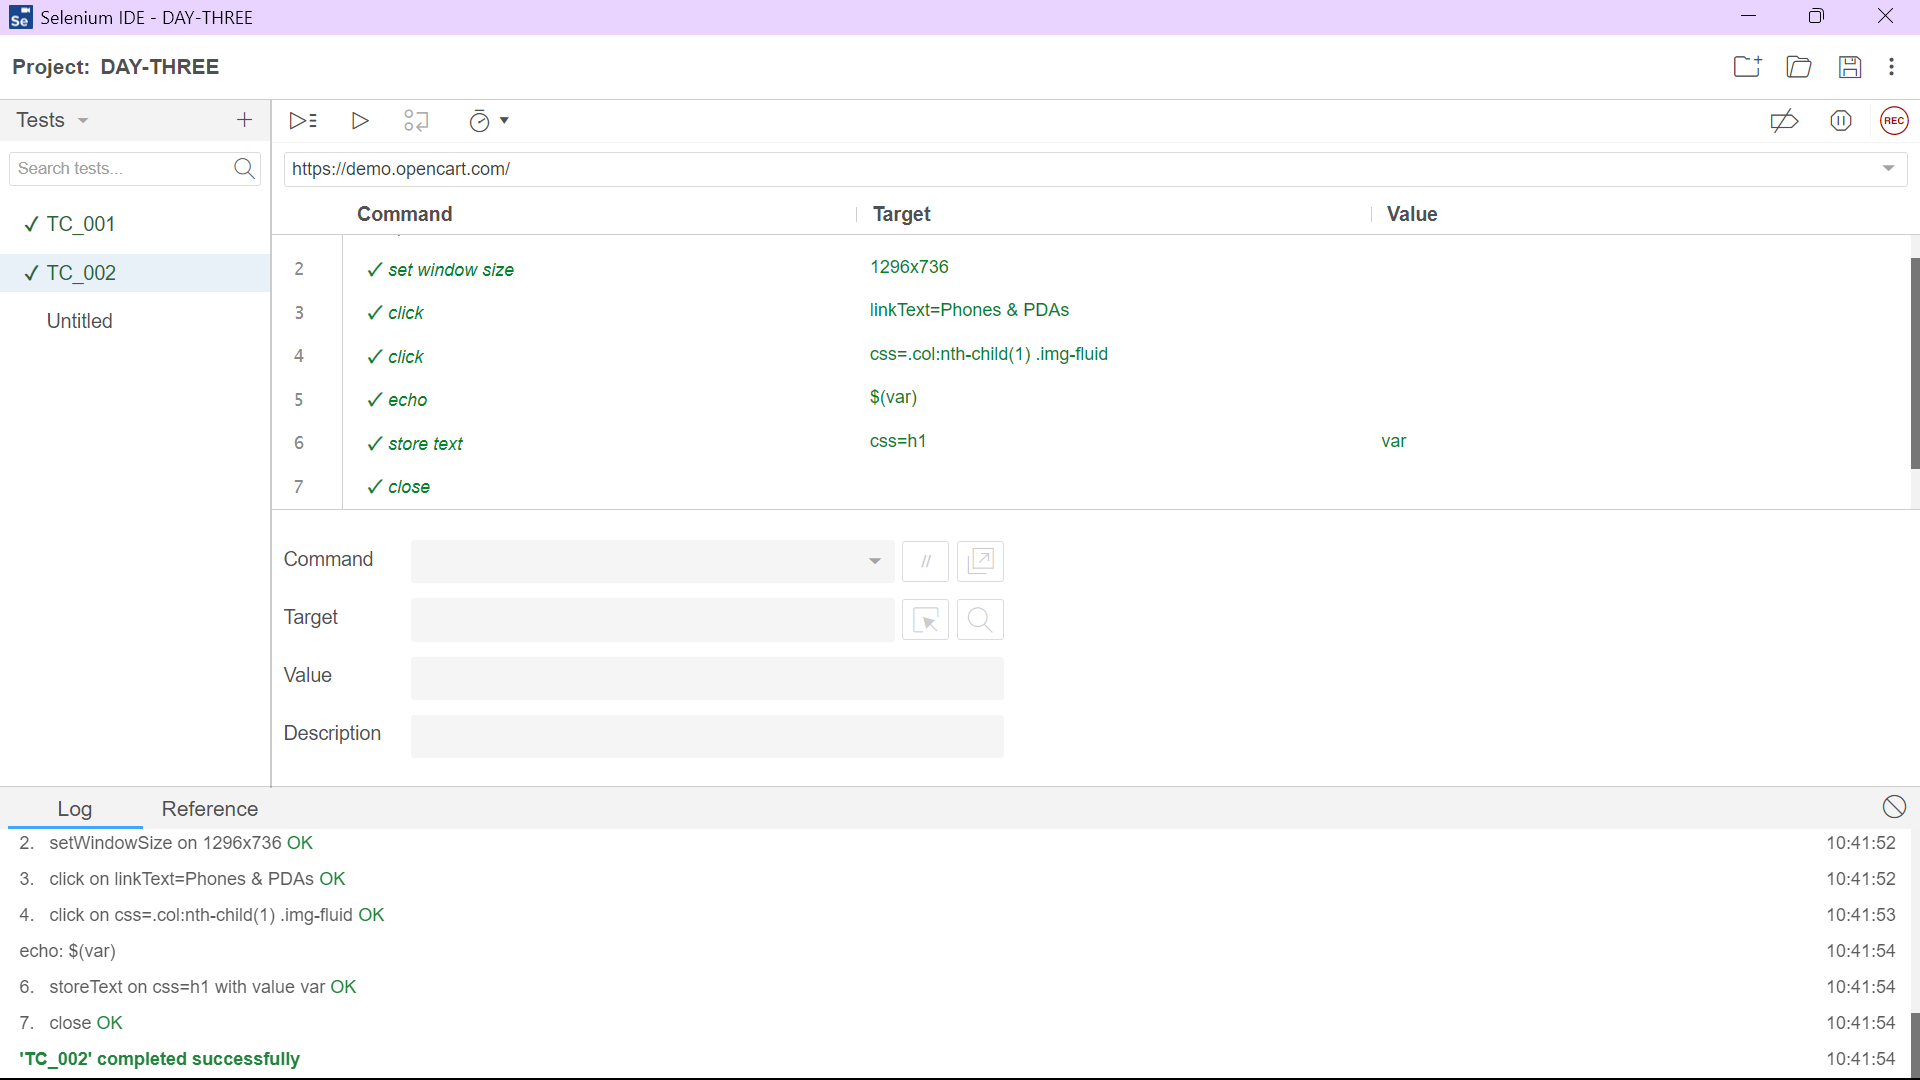 Se Selenium IDE - DAY-THREE
Project: DAY-THREE
Tests
Search tests...
✓ TC_001
✓ TC_002
Untitled
REC
https://demo.opencart.com/
Command Target Value
2 ✓ set window size 1296x736
3 ✓ click linkText=Phones & PDAs
4 ✓ click css=.col:nth-child(1) .img-fluid
5 ✓ echo $(var)
6 ✓ store text css=h1 var
7 ✓ close
Command //
Target
Value
Description
Log Reference
2. setWindowSize on 1296x736 OK 10:41:52
3. click on linkText=Phones & PDAs OK 10:41:52
4. click on css=.col:nth-child(1) .img-fluid OK 10:41:53
echo: $(var) 10:41:54
6. storeText on css=h1 with value var OK 10:41:54
7. close OK 10:41:54
'TC_002' completed successfully 10:41:54